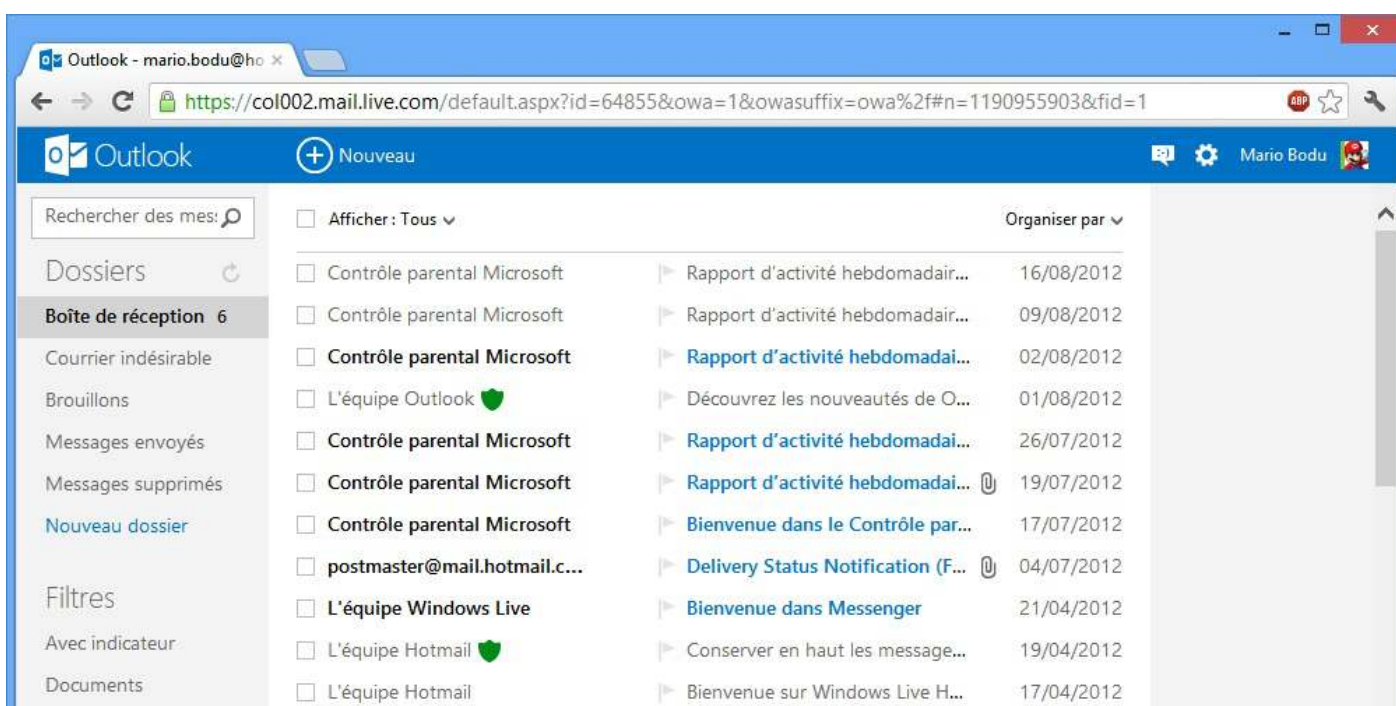 Outlook - mario.bodu@ho
https://col002.mail.live.com/default.aspx?id=64855&owa=1&owasuffix=owa%2f#n=1190955903&fid=1
ABP
Outlook
Nouveau
Mario Bodu
Rechercher des mes
Afficher : Tous
Organiser par
Dossiers
Boîte de réception 6
Courrier indésirable
Brouillons
Messages envoyés
Messages supprimés
Nouveau dossier
Filtres
Avec indicateur
Documents
Contrôle parental Microsoft Rapport d'activité hebdomadair... 16/08/2012
Contrôle parental Microsoft Rapport d'activité hebdomadair... 09/08/2012
Contrôle parental Microsoft Rapport d'activité hebdomadai... 02/08/2012
L'équipe Outlook Découvrez les nouveautés de O... 01/08/2012
Contrôle parental Microsoft Rapport d'activité hebdomadai... 26/07/2012
Contrôle parental Microsoft Rapport d'activité hebdomadai... 19/07/2012
Contrôle parental Microsoft Bienvenue dans le Contrôle par... 17/07/2012
postmaster@mail.hotmail.c... Delivery Status Notification (F... 04/07/2012
L'équipe Windows Live Bienvenue dans Messenger 21/04/2012
L'équipe Hotmail Conserver en haut les message... 19/04/2012
L'équipe Hotmail Bienvenue sur Windows Live H... 17/04/2012